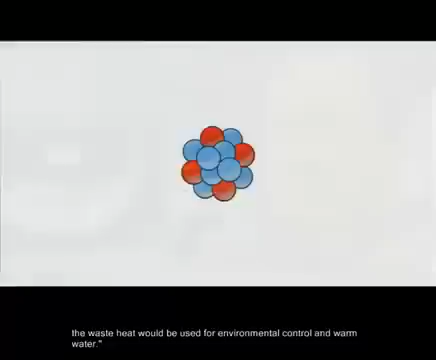 the waste heat would be used for environmental control and warm
water."